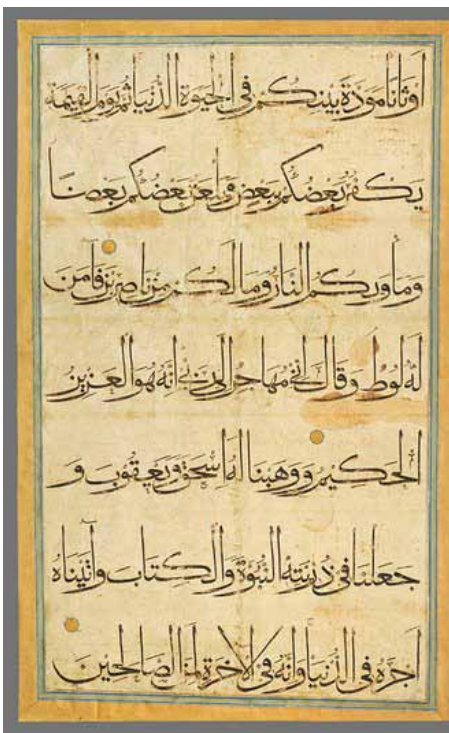 اوثانا مودة بينكم في الحيوة الدنيا ثم يوم القيمة
يكفر بعضكم ببعض ويلعن بعضكم بعضا
وماويكم النار وما لكم من ناصرين فامن
له لوط وقال اني مهاجر الى ربي انه هو العزيز
الحكيم ووهبنا له اسحق ويعقوب و
جعلنا في ذريته النبوة والكتاب واتيناه
اجره في الدنيا وانه في الاخرة لمن الصالحين